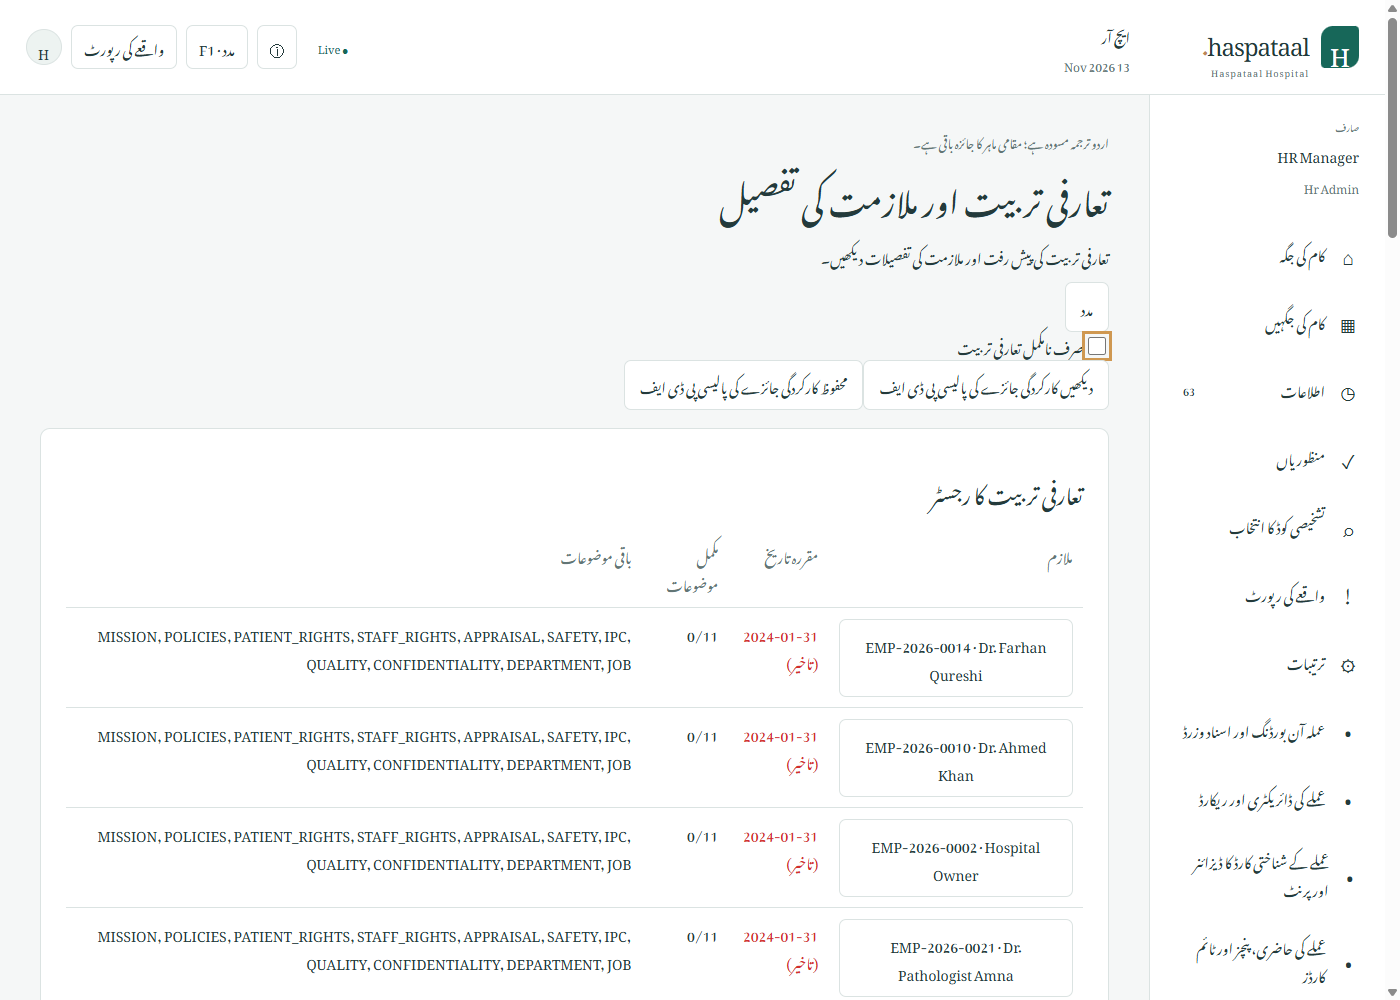 haspataal.
Haspataal Hospital
ایچ آر
13 Nov 2026
Live
ⓘ
مدد · F1
واقعے کی رپورٹ
H
H
صارف
HR Manager
Hr Admin
کام کی جگہ
کام کی جگہیں
اطلاعات
63
منظوریاں
تشخیصی کوڈ کا انتخاب
واقعے کی رپورٹ
ترتیبات
عملہ آن بورڈنگ اور اسناد وزرڈ
عملے کی ڈائریکٹری اور ریکارڈ
عملے کے شناختی کارڈ کا ڈیزائنر
اور پرنٹ
عملے کی حاضری، پنچز اور ٹائم
کارڈز
اردو ترجمہ مسودہ ہے؛ مقامی ماہر کا جائزہ باقی ہے۔
تعارفی تربیت اور ملازمت کی تفصیل
تعارفی تربیت کی پیش رفت اور ملازمت کی تفصیلات دیکھیں۔
مدد
صرف نامکمل تعارفی تربیت
دیکھیں کارکردگی جائزے کی پالیسی پی ڈی ایف
محفوظ کارکردگی جائزے کی پالیسی پی ڈی ایف
تعارفی تربیت کا رجسٹر
ملازم
مقررہ تاریخ
مکمل
موضوعات
باقی موضوعات
EMP-2026-0014 · Dr. Farhan
Qureshi
2024-01-31
(تاخیر)
0/11
MISSION, POLICIES, PATIENT_RIGHTS, STAFF_RIGHTS, APPRAISAL, SAFETY, IPC,
QUALITY, CONFIDENTIALITY, DEPARTMENT, JOB
EMP-2026-0010 · Dr. Ahmed
Khan
2024-01-31
(تاخیر)
0/11
MISSION, POLICIES, PATIENT_RIGHTS, STAFF_RIGHTS, APPRAISAL, SAFETY, IPC,
QUALITY, CONFIDENTIALITY, DEPARTMENT, JOB
EMP-2026-0002 · Hospital
Owner
2024-01-31
(تاخیر)
0/11
MISSION, POLICIES, PATIENT_RIGHTS, STAFF_RIGHTS, APPRAISAL, SAFETY, IPC,
QUALITY, CONFIDENTIALITY, DEPARTMENT, JOB
EMP-2026-0021 · Dr.
Pathologist Amna
2024-01-31
(تاخیر)
0/11
MISSION, POLICIES, PATIENT_RIGHTS, STAFF_RIGHTS, APPRAISAL, SAFETY, IPC,
QUALITY, CONFIDENTIALITY, DEPARTMENT, JOB